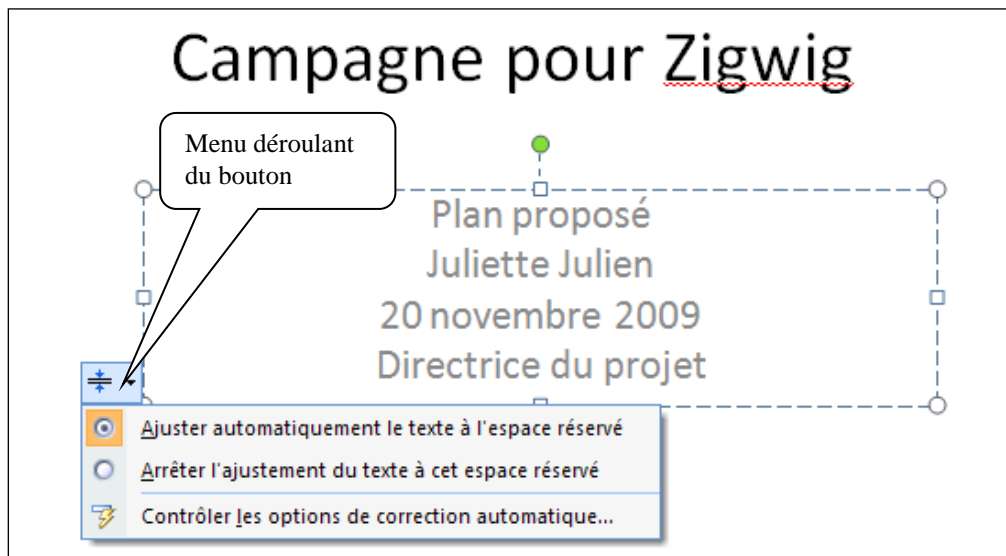 Campagne pour Zigwig
Menu déroulant
du bouton
Plan proposé
Juliette Julien
20 novembre 2009
Directrice du projet
Ajuster automatiquement le texte à l'espace réservé
Arrêter l'ajustement du texte à cet espace réservé
Contrôler les options de correction automatique...